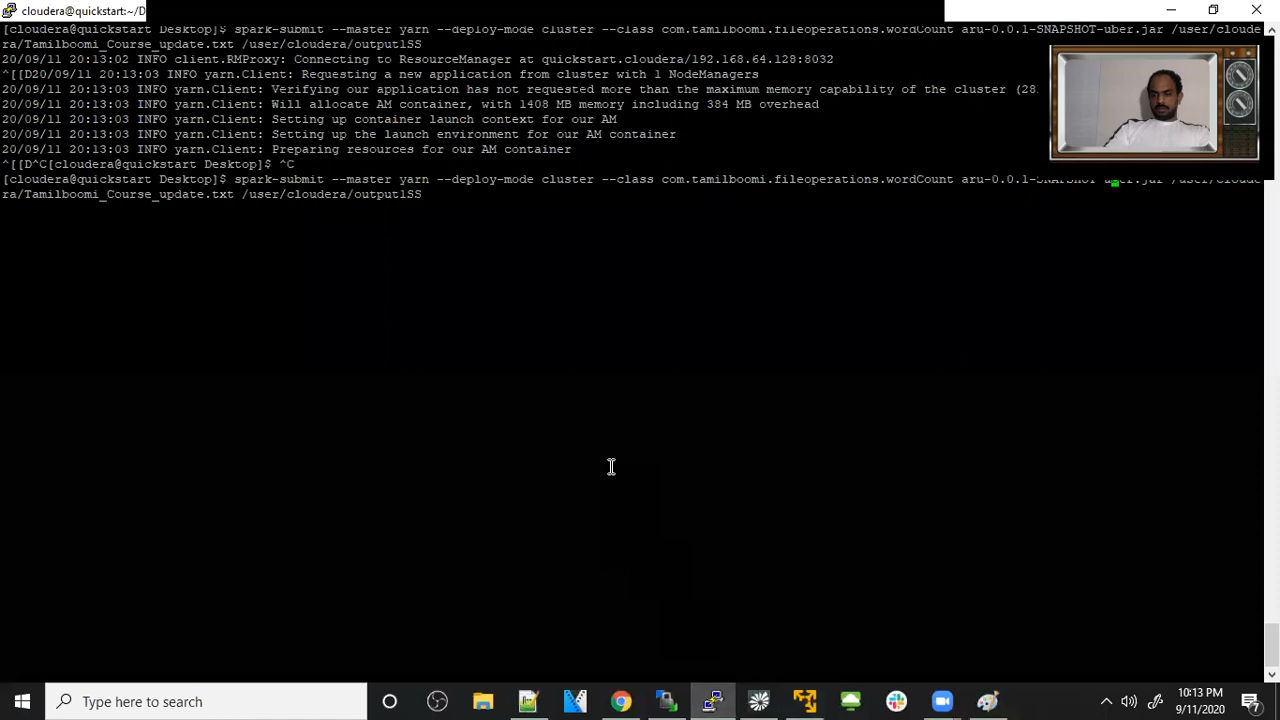 cloudera@quickstart:~/D
[cloudera@quickstart Desktop]$ spark-submit --master yarn --deploy-mode cluster --class com.tamilboomi.fileoperations.wordCount aru-0.0.1-SNAPSHOT-uber.jar /user/cloude
ra/Tamilboomi_Course_update.txt /user/cloudera/output1SS
20/09/11 20:13:02 INFO client.RMProxy: Connecting to ResourceManager at quickstart.cloudera/192.168.64.128:8032
^[[D20/09/11 20:13:03 INFO yarn.Client: Requesting a new application from cluster with 1 NodeManagers
20/09/11 20:13:03 INFO yarn.Client: Verifying our application has not requested more than the maximum memory capability of the cluster (28
20/09/11 20:13:03 INFO yarn.Client: Will allocate AM container, with 1408 MB memory including 384 MB overhead
20/09/11 20:13:03 INFO yarn.Client: Setting up container launch context for our AM
20/09/11 20:13:03 INFO yarn.Client: Setting up the launch environment for our AM container
20/09/11 20:13:03 INFO yarn.Client: Preparing resources for our AM container
^[[D^C[cloudera@quickstart Desktop]$ ^C
[cloudera@quickstart Desktop]$ spark-submit --master yarn --deploy-mode cluster --class com.tamilboomi.fileoperations.wordCount aru-0.0.1-SNAPSHOT-uber.jar /user/cloude
ra/Tamilboomi_Course_update.txt /user/cloudera/output1SS
Type here to search
10:13 PM
9/11/2020
7